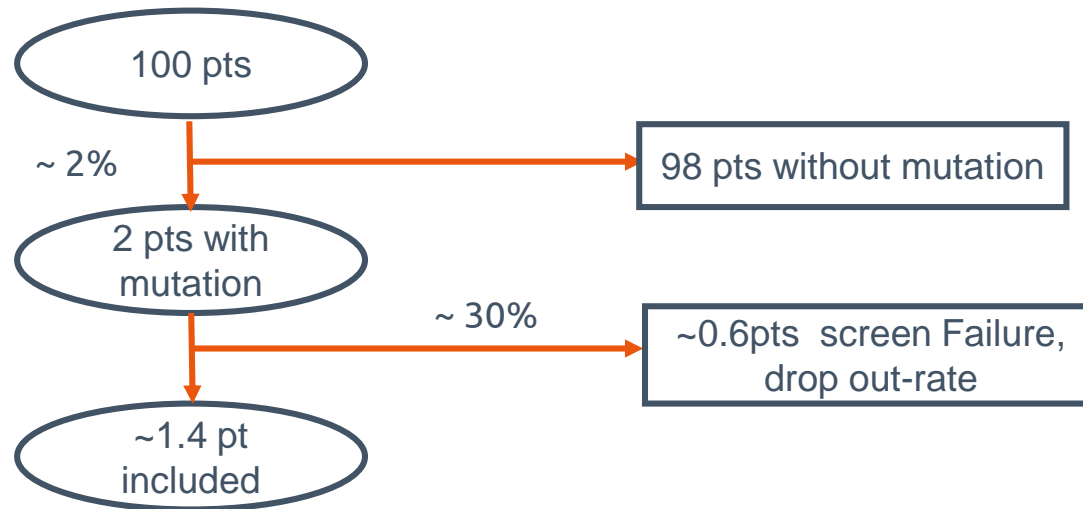 100 pts
~ 2%
98 pts without mutation
2 pts with
mutation
~ 30%
~0.6pts  screen Failure,
drop out-rate
~1.4 pt
included